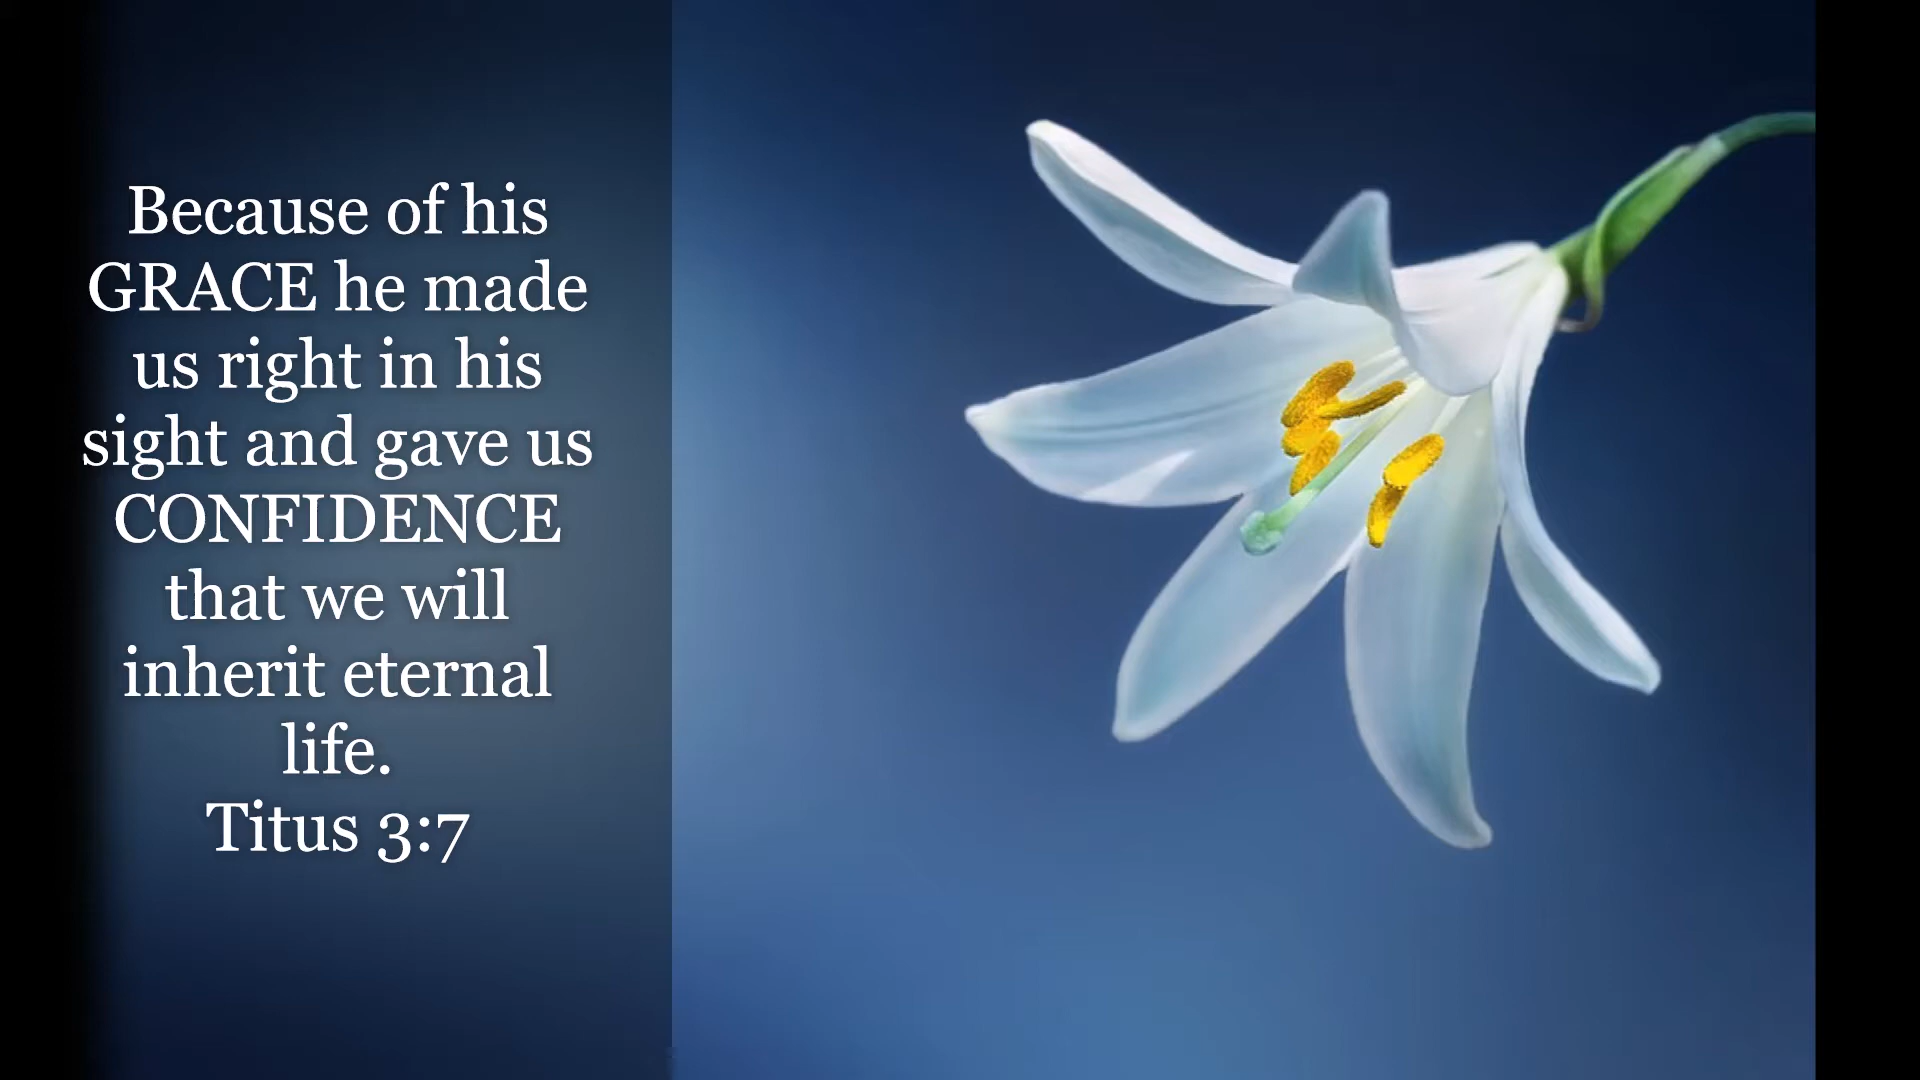 Because of his
GRACE he made
us right in his
sight and gave us
CONFIDENCE
that we will
inherit eternal
life.
Titus 3:7